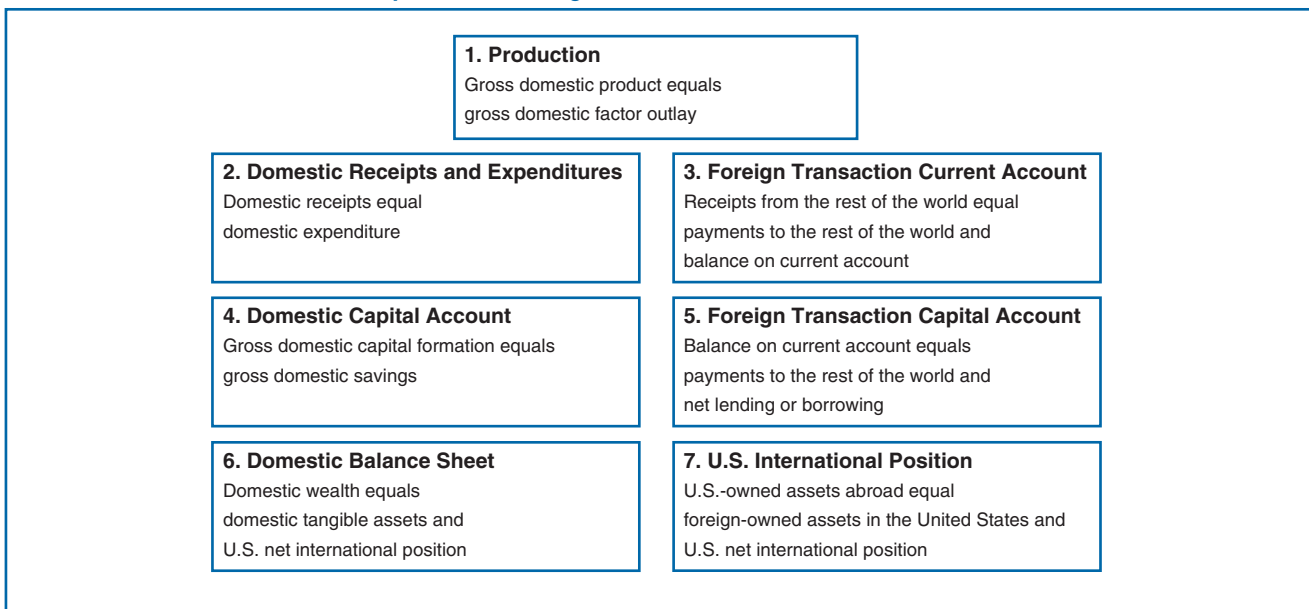 1. Production
Gross domestic product equals
gross domestic factor outlay
2. Domestic Receipts and Expenditures
Domestic receipts equal
domestic expenditure
3. Foreign Transaction Current Account
Receipts from the rest of the world equal
payments to the rest of the world and
balance on current account
4. Domestic Capital Account
Gross domestic capital formation equals
gross domestic savings
5. Foreign Transaction Capital Account
Balance on current account equals
payments to the rest of the world and
net lending or borrowing
6. Domestic Balance Sheet
Domestic wealth equals
domestic tangible assets and
U.S. net international position
7. U.S. International Position
U.S.-owned assets abroad equal
foreign-owned assets in the United States and
U.S. net international position